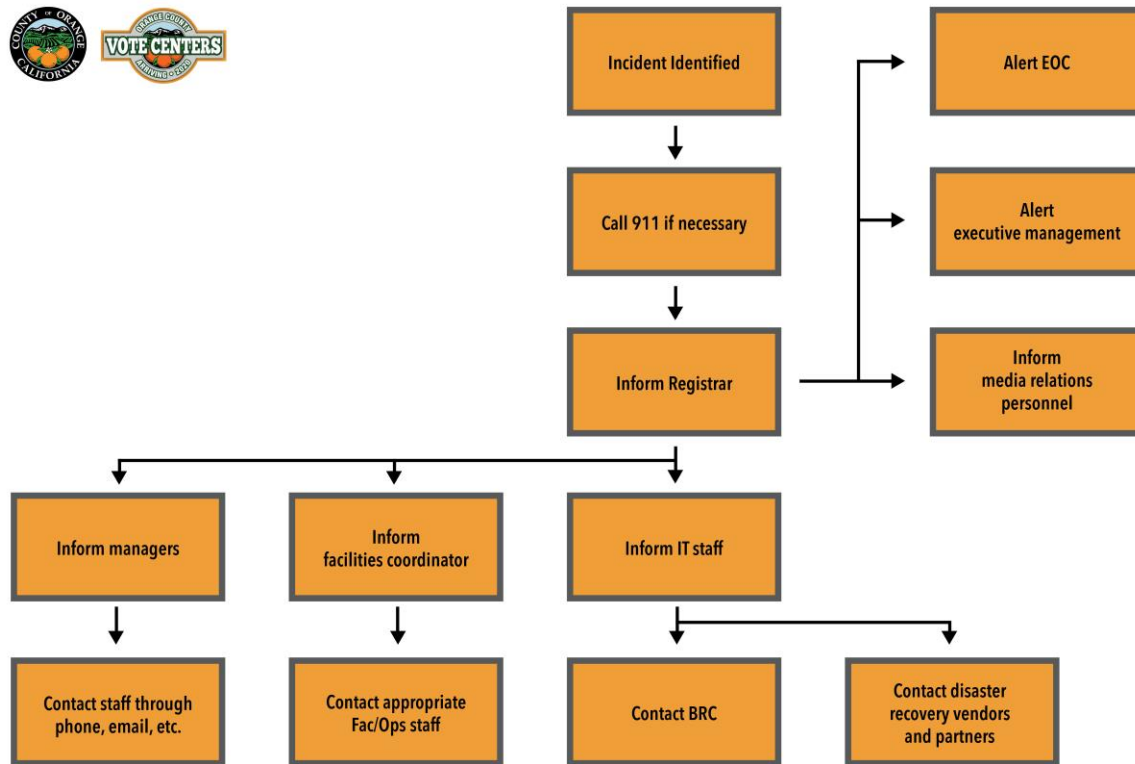 COUNTY OF ORANGE
CALIFORNIA
ORANGE COUNTY
VOTE CENTERS
ARRIVING • 2020
Incident Identified
Alert EOC
Call 911 if necessary
Alert
executive management
Inform Registrar
Inform
media relations
personnel
Inform managers
Inform
facilities coordinator
Inform IT staff
Contact staff through
phone, email, etc.
Contact appropriate
Fac/Ops staff
Contact BRC
Contact disaster
recovery vendors
and partners